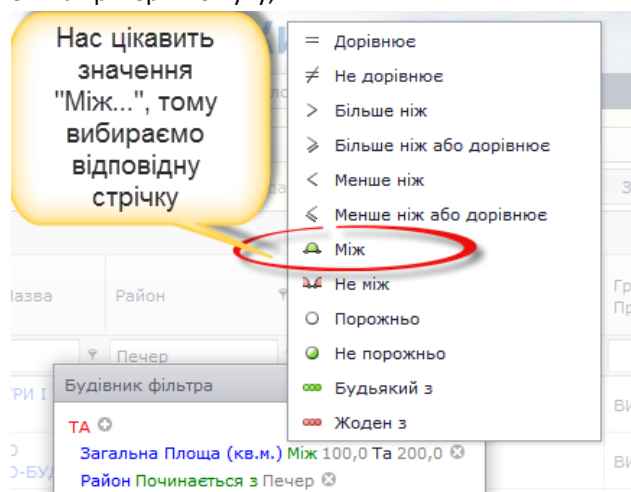 Нас цікавить
значення
"Між...", тому
вибираємо
відповідну
стрічку
= Дорівнює
≠ Не дорівнює
> Більше ніж
⩾ Більше ніж або дорівнює
< Менше ніж
⩽ Менше ніж або дорівнює
Між
Не між
Порожньо
Не порожньо
Будьякий з
Жоден з
Район
Печер
Будівник фільтра
ТА
Загальна Площа (кв.м.) Між 100,0 Та 200,0
Район Починається з Печер